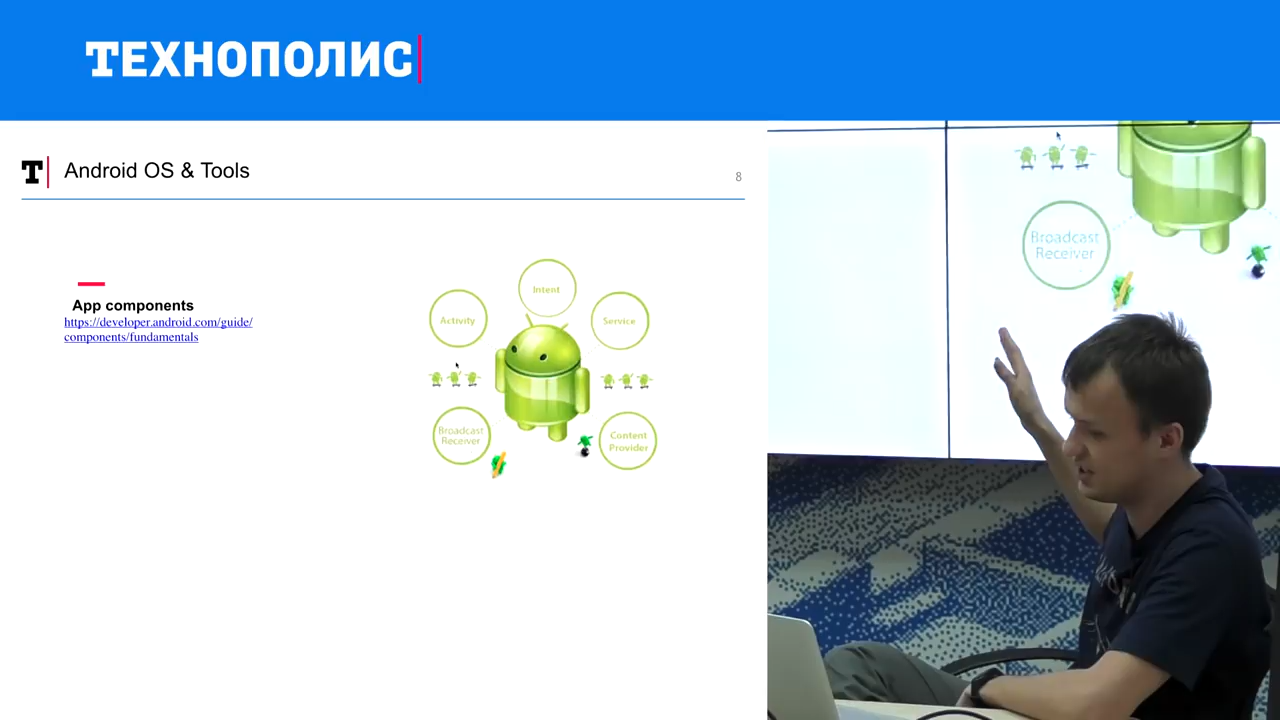 ТЕХНОПОЛИС
T
Android OS & Tools
8
App components
https://developer.android.com/guide/
components/fundamentals
Intent
Activity
Service
Broadcast
Receiver
Content
Provider
Broadcast
Receiver